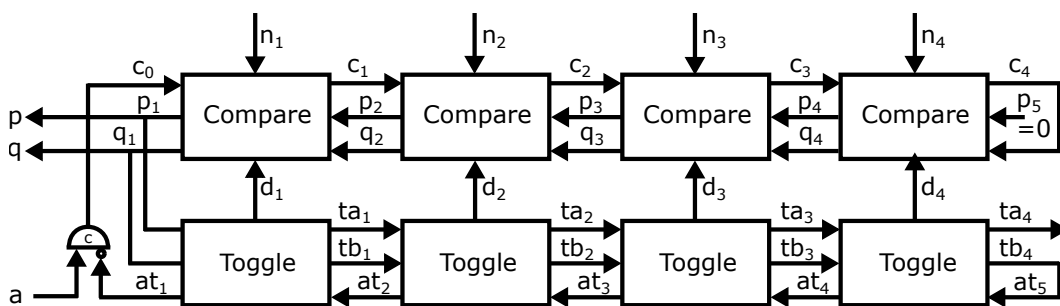 n1 n2 n3 n4
c0 c1 c2 c3 c4
p p1 Compare p2 Compare p3 Compare p4 Compare p5
q q1 q2 q3 q4 =0
d1 d2 d3 d4
ta1 ta2 ta3 ta4
c Toggle tb1 Toggle tb2 Toggle tb3 Toggle tb4
a at1 at2 at3 at4 at5